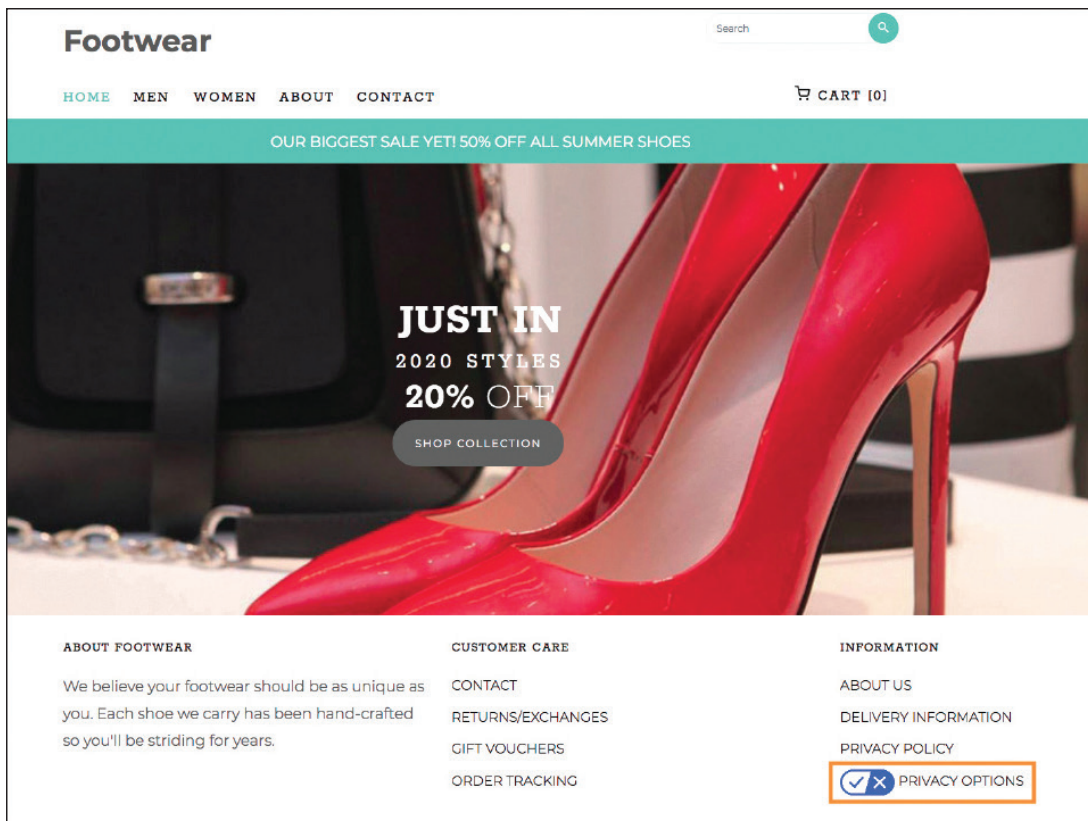 Footwear
Search
HOME MEN WOMEN ABOUT CONTACT
CART [0]
OUR BIGGEST SALE YET! 50% OFF ALL SUMMER SHOES
JUST IN
2020 STYLES
20% OFF
SHOP COLLECTION
ABOUT FOOTWEAR
We believe your footwear should be as unique as
you. Each shoe we carry has been hand-crafted
so you'll be striding for years.
CUSTOMER CARE
CONTACT
RETURNS/EXCHANGES
GIFT VOUCHERS
ORDER TRACKING
INFORMATION
ABOUT US
DELIVERY INFORMATION
PRIVACY POLICY
PRIVACY OPTIONS